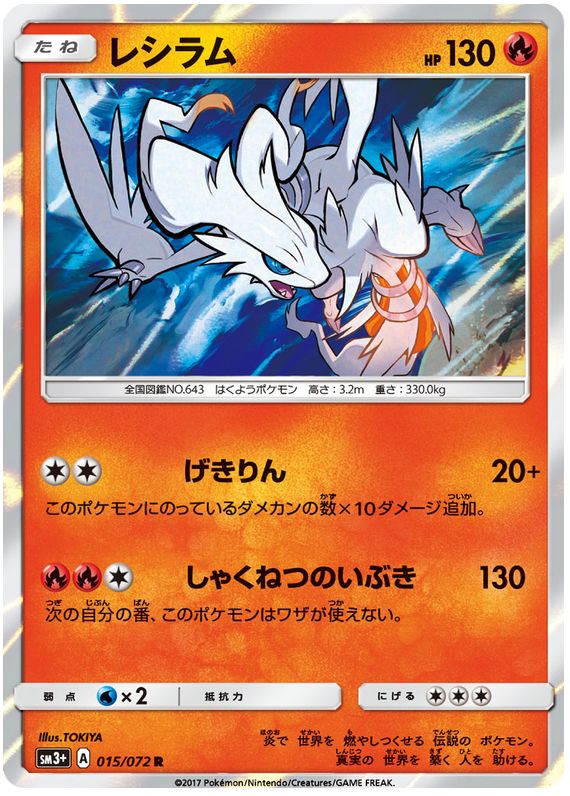 たね レシラム HP 130
全国図鑑NO.643 はくようポケモン 高さ:3.2m 重さ:330.0kg
げきりん 20+
このポケモンにのっているダメカンの数×10ダメージ追加。
しゃくねつのいぶき 130
次の自分の番、このポケモンはワザが使えない。
弱点 ×2 抵抗力 にげる
Illus.TOKIYA
炎で 世界を 燃やしつくせる 伝説の ポケモン。
真実の 世界を 築く 人を 助ける。
SM3+ A 015/072 R
©2017 Pokémon/Nintendo/Creatures/GAME FREAK.